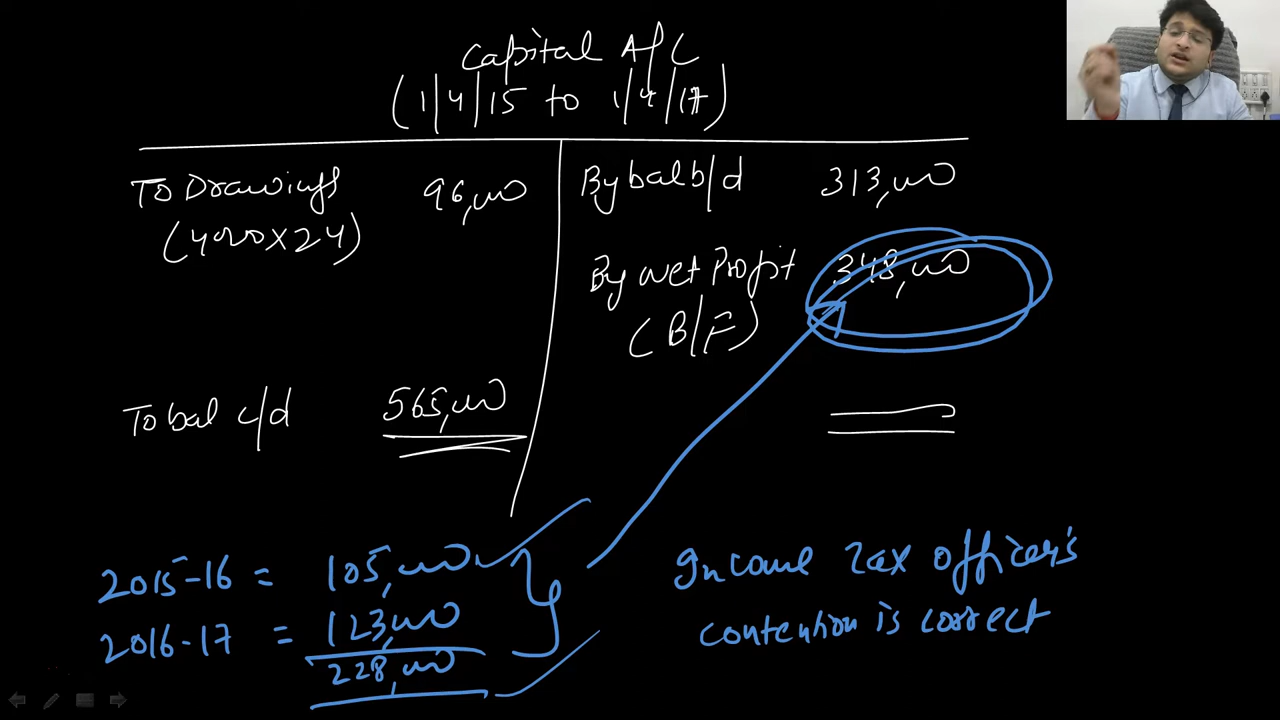 Capital A/C
(1/4/15 to 1/4/17)
To Drawings 96,000
(4000x24)
By bal b/d 313,000
By Net Profit 348,000
(B/F)
To bal c/d 565,000
2015-16 = 105,000
2016-17 = 123,000
228,000
Income Tax officer's
contention is correct